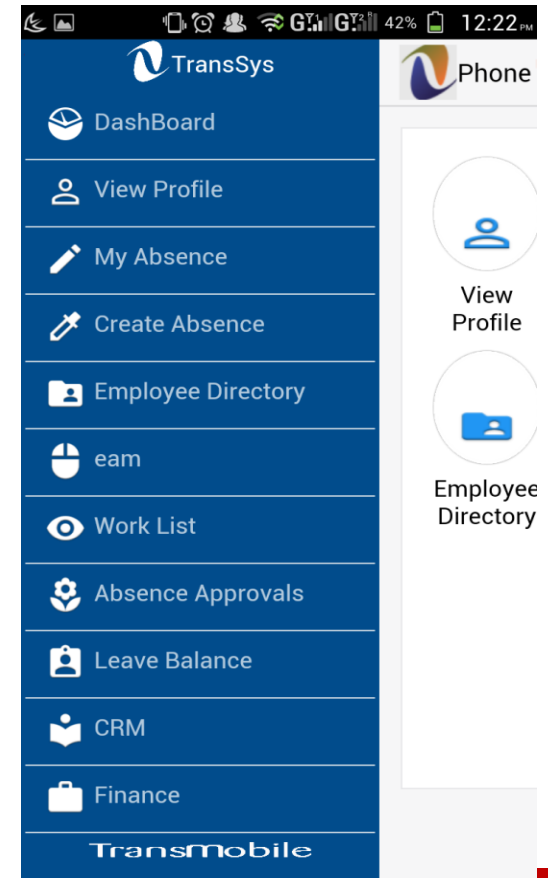 42% 12:22 PM
TransSys
Phone
DashBoard
View Profile
My Absence
Create Absence
Employee Directory
eam
Work List
Absence Approvals
Leave Balance
CRM
Finance
TransMobile
View
Profile
Employee
Directory